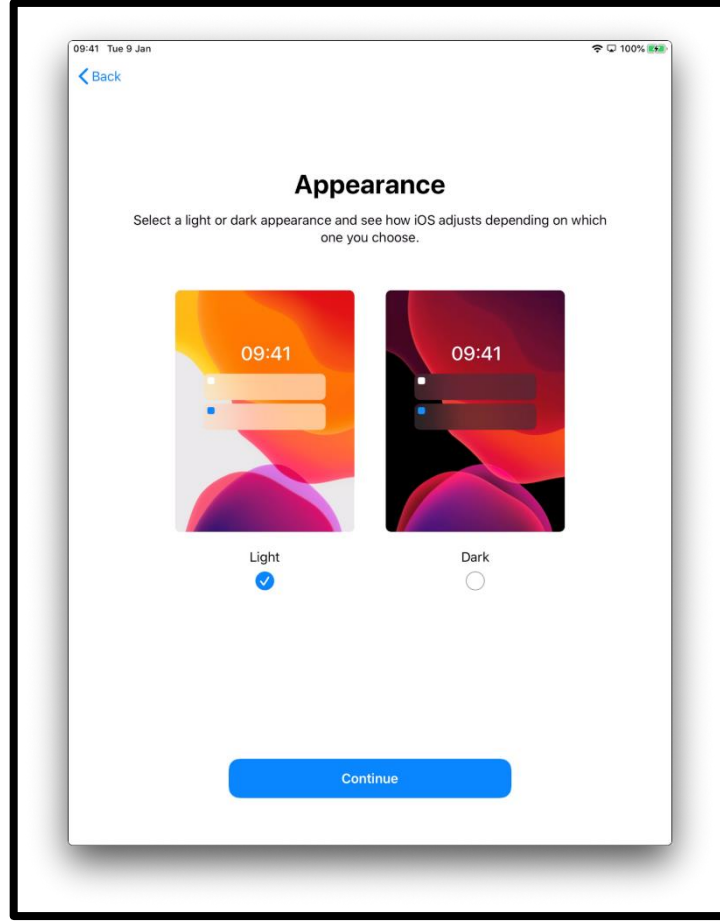 09:41 Tue 9 Jan
100%
Back
Appearance
Select a light or dark appearance and see how iOS adjusts depending on which
one you choose.
09:41
09:41
Light
Dark
Continue